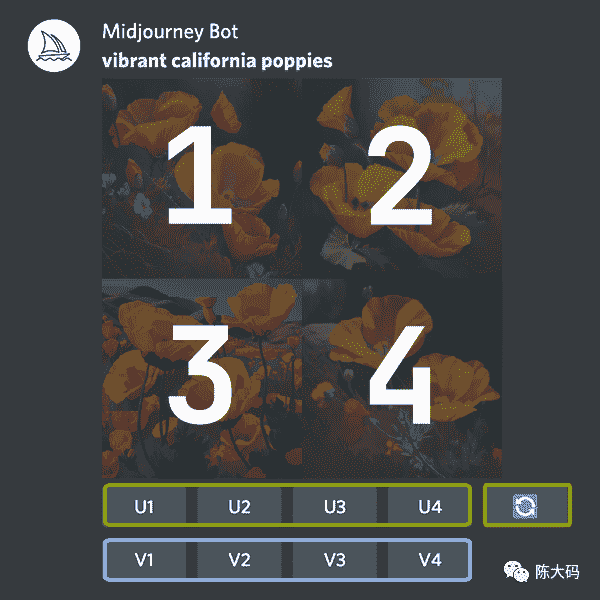 Midjourney Bot
vibrant california poppies
1 2
3 4
U1 U2 U3 U4
V1 V2 V3 V4
陈大码